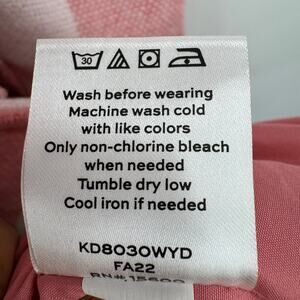 30
Wash before wearing
Machine wash cold
with like colors
Only non-chlorine bleach
when needed
Tumble dry low
Cool iron if needed
KD8030WYD
FA22